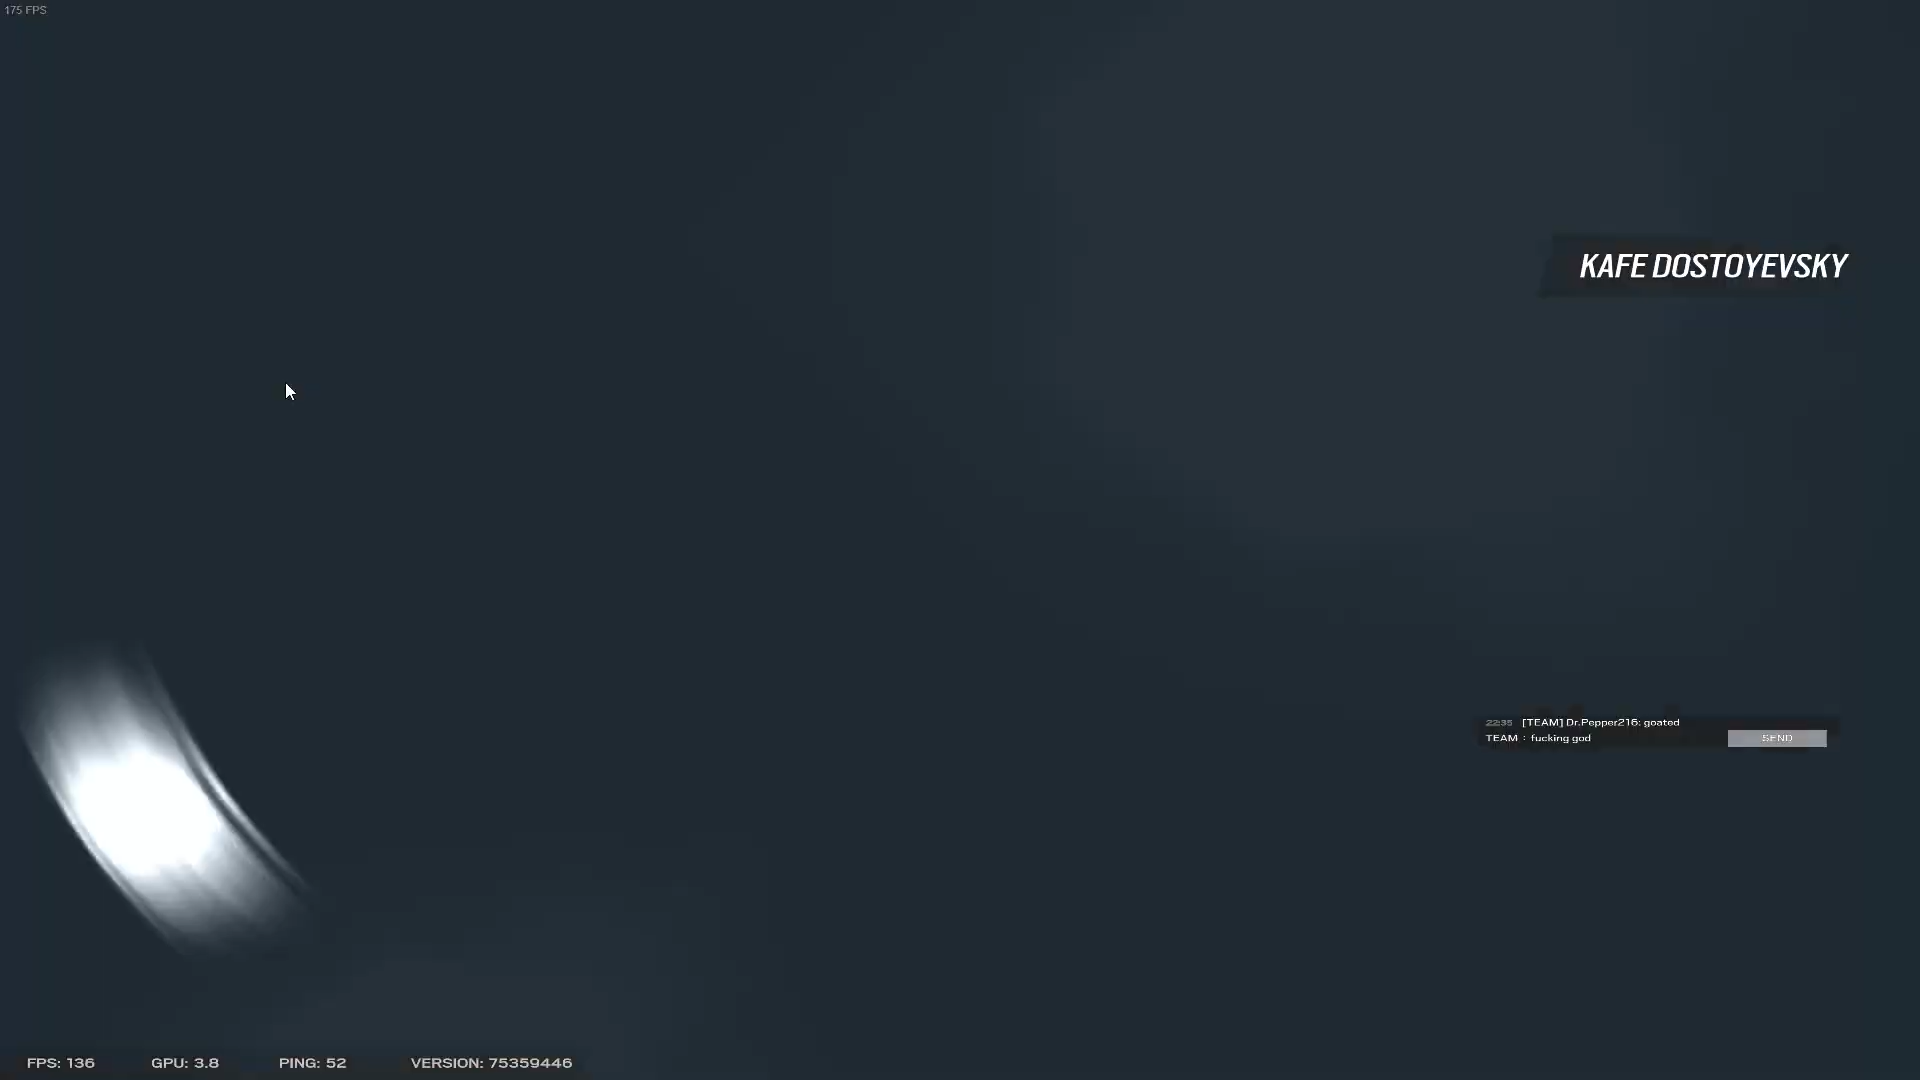 175 FPS
KAFE DOSTOYEVSKY
22:35 [TEAM] Dr.Pepper216: goated
TEAM : fucking god
SEND
FPS: 136 GPU: 3.8 PING: 52 VERSION: 75359446